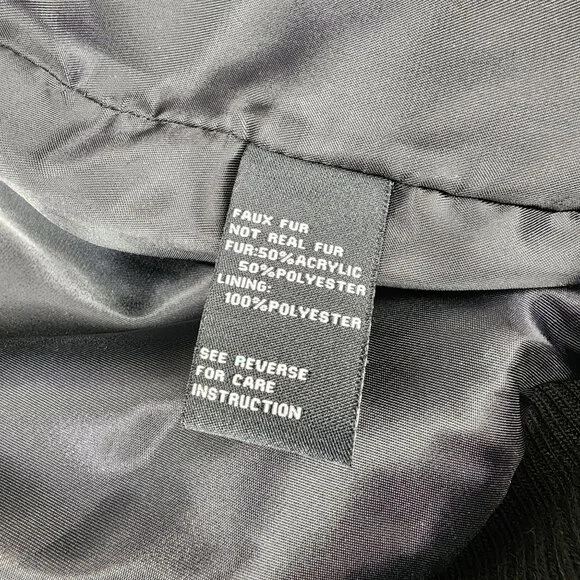 FAUX FUR
NOT REAL FUR
FUR:50%ACRYLIC
50%POLYESTER
LINING:
100%POLYESTER
SEE REVERSE
FOR CARE
INSTRUCTION